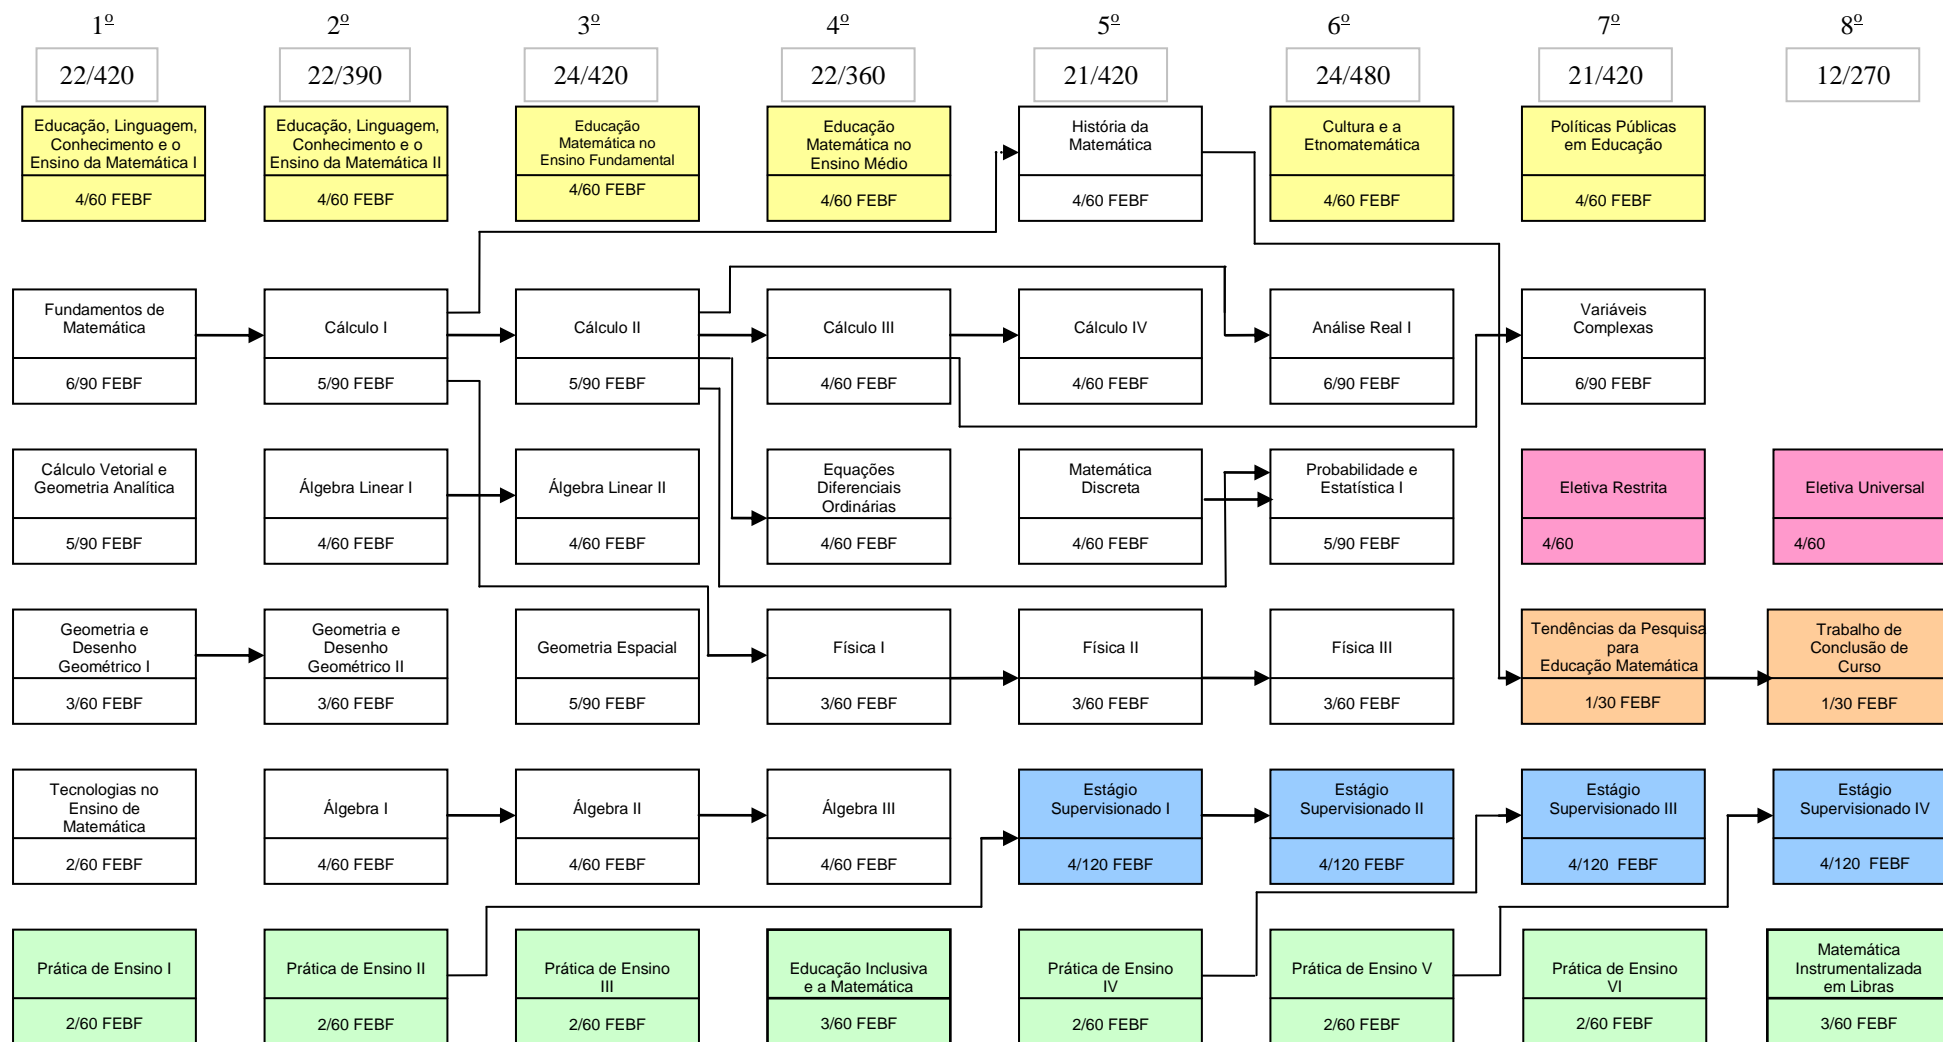 1º 2º 3º 4º 5º 6º 7º 8º
22/420 22/390 24/420 22/360 21/420 24/480 21/420 12/270
Educação, Linguagem,
Conhecimento e o
Ensino da Matemática I
4/60 FEBF
Educação, Linguagem,
Conhecimento e o
Ensino da Matemática II
4/60 FEBF
Educação
Matemática no
Ensino Fundamental
4/60 FEBF
Educação
Matemática no
Ensino Médio
4/60 FEBF
História da
Matemática
4/60 FEBF
Cultura e a
Etnomatemática
4/60 FEBF
Políticas Públicas
em Educação
4/60 FEBF
Fundamentos de
Matemática
6/90 FEBF
Cálculo I
5/90 FEBF
Cálculo II
5/90 FEBF
Cálculo III
4/60 FEBF
Cálculo IV
4/60 FEBF
Análise Real I
6/90 FEBF
Variáveis
Complexas
6/90 FEBF
Cálculo Vetorial e
Geometria Analítica
5/90 FEBF
Álgebra Linear I
4/60 FEBF
Álgebra Linear II
4/60 FEBF
Equações
Diferenciais
Ordinárias
4/60 FEBF
Matemática
Discreta
4/60 FEBF
Probabilidade e
Estatística I
5/90 FEBF
Eletiva Restrita
4/60
Eletiva Universal
4/60
Geometria e
Desenho
Geométrico I
3/60 FEBF
Geometria e
Desenho
Geométrico II
3/60 FEBF
Geometria Espacial
5/90 FEBF
Física I
3/60 FEBF
Física II
3/60 FEBF
Física III
3/60 FEBF
Tendências da Pesquisa
para
Educação Matemática
1/30 FEBF
Trabalho de
Conclusão de
Curso
1/30 FEBF
Tecnologias no
Ensino de
Matemática
2/60 FEBF
Álgebra I
4/60 FEBF
Álgebra II
4/60 FEBF
Álgebra III
4/60 FEBF
Estágio
Supervisionado I
4/120 FEBF
Estágio
Supervisionado II
4/120 FEBF
Estágio
Supervisionado III
4/120 FEBF
Estágio
Supervisionado IV
4/120 FEBF
Prática de Ensino I
2/60 FEBF
Prática de Ensino II
2/60 FEBF
Prática de Ensino
III
2/60 FEBF
Educação Inclusiva
e a Matemática
3/60 FEBF
Prática de Ensino
IV
2/60 FEBF
Prática de Ensino V
2/60 FEBF
Prática de Ensino
VI
2/60 FEBF
Matemática
Instrumentalizada
em Libras
3/60 FEBF